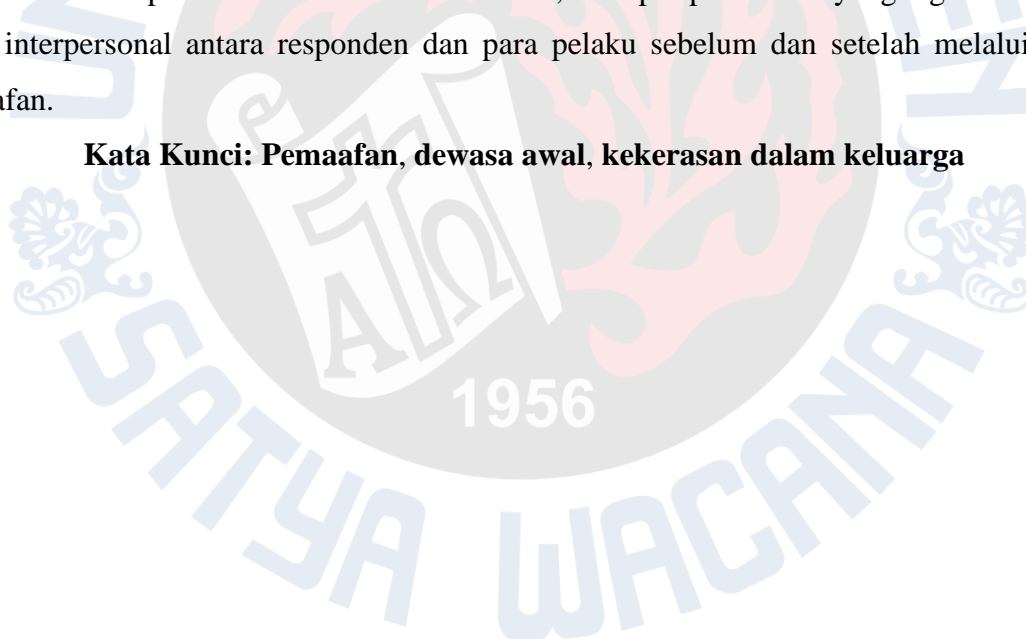 interpersonal antara responden dan para pelaku sebelum dan setelah melalui
afan.
Kata Kunci: Pemaafan, dewasa awal, kekerasan dalam keluarga
ΑΩ
1956
SATYA WACANA